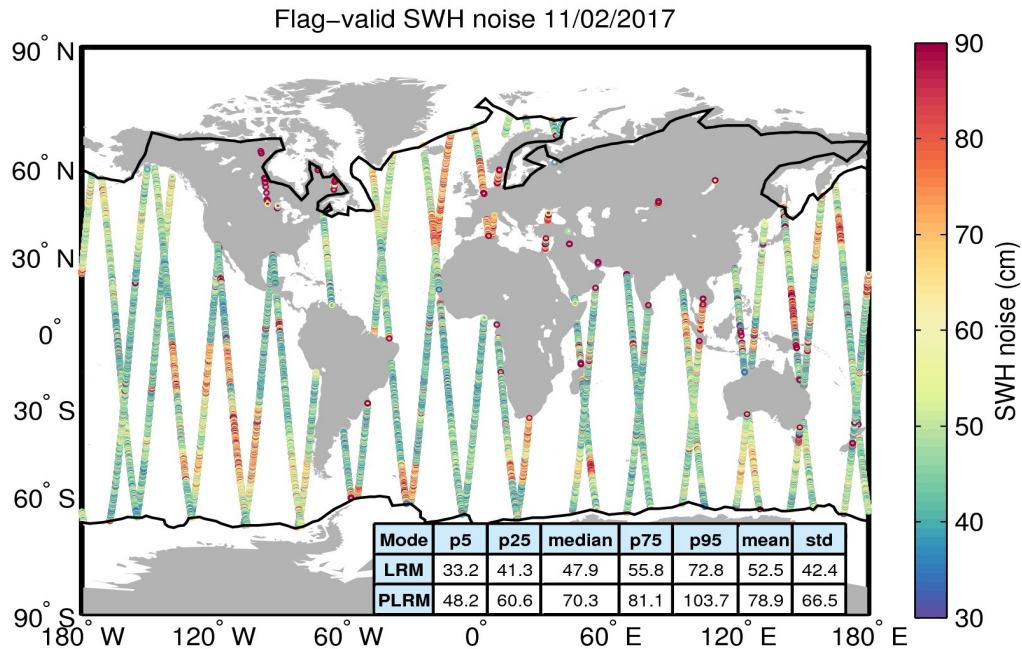 Flag−valid SWH noise 11/02/2017
90° N
60° N
30° N
0°
30° S
60° S
90° S
180° W
120° W
60° W
0°
60° E
120° E
180° E
Mode p5 p25 median p75 p95 mean std
LRM 33.2 41.3 47.9 55.8 72.8 52.5 42.4
PLRM 48.2 60.6 70.3 81.1 103.7 78.9 66.5
90
80
70
60
50
40
30
SWH noise (cm)